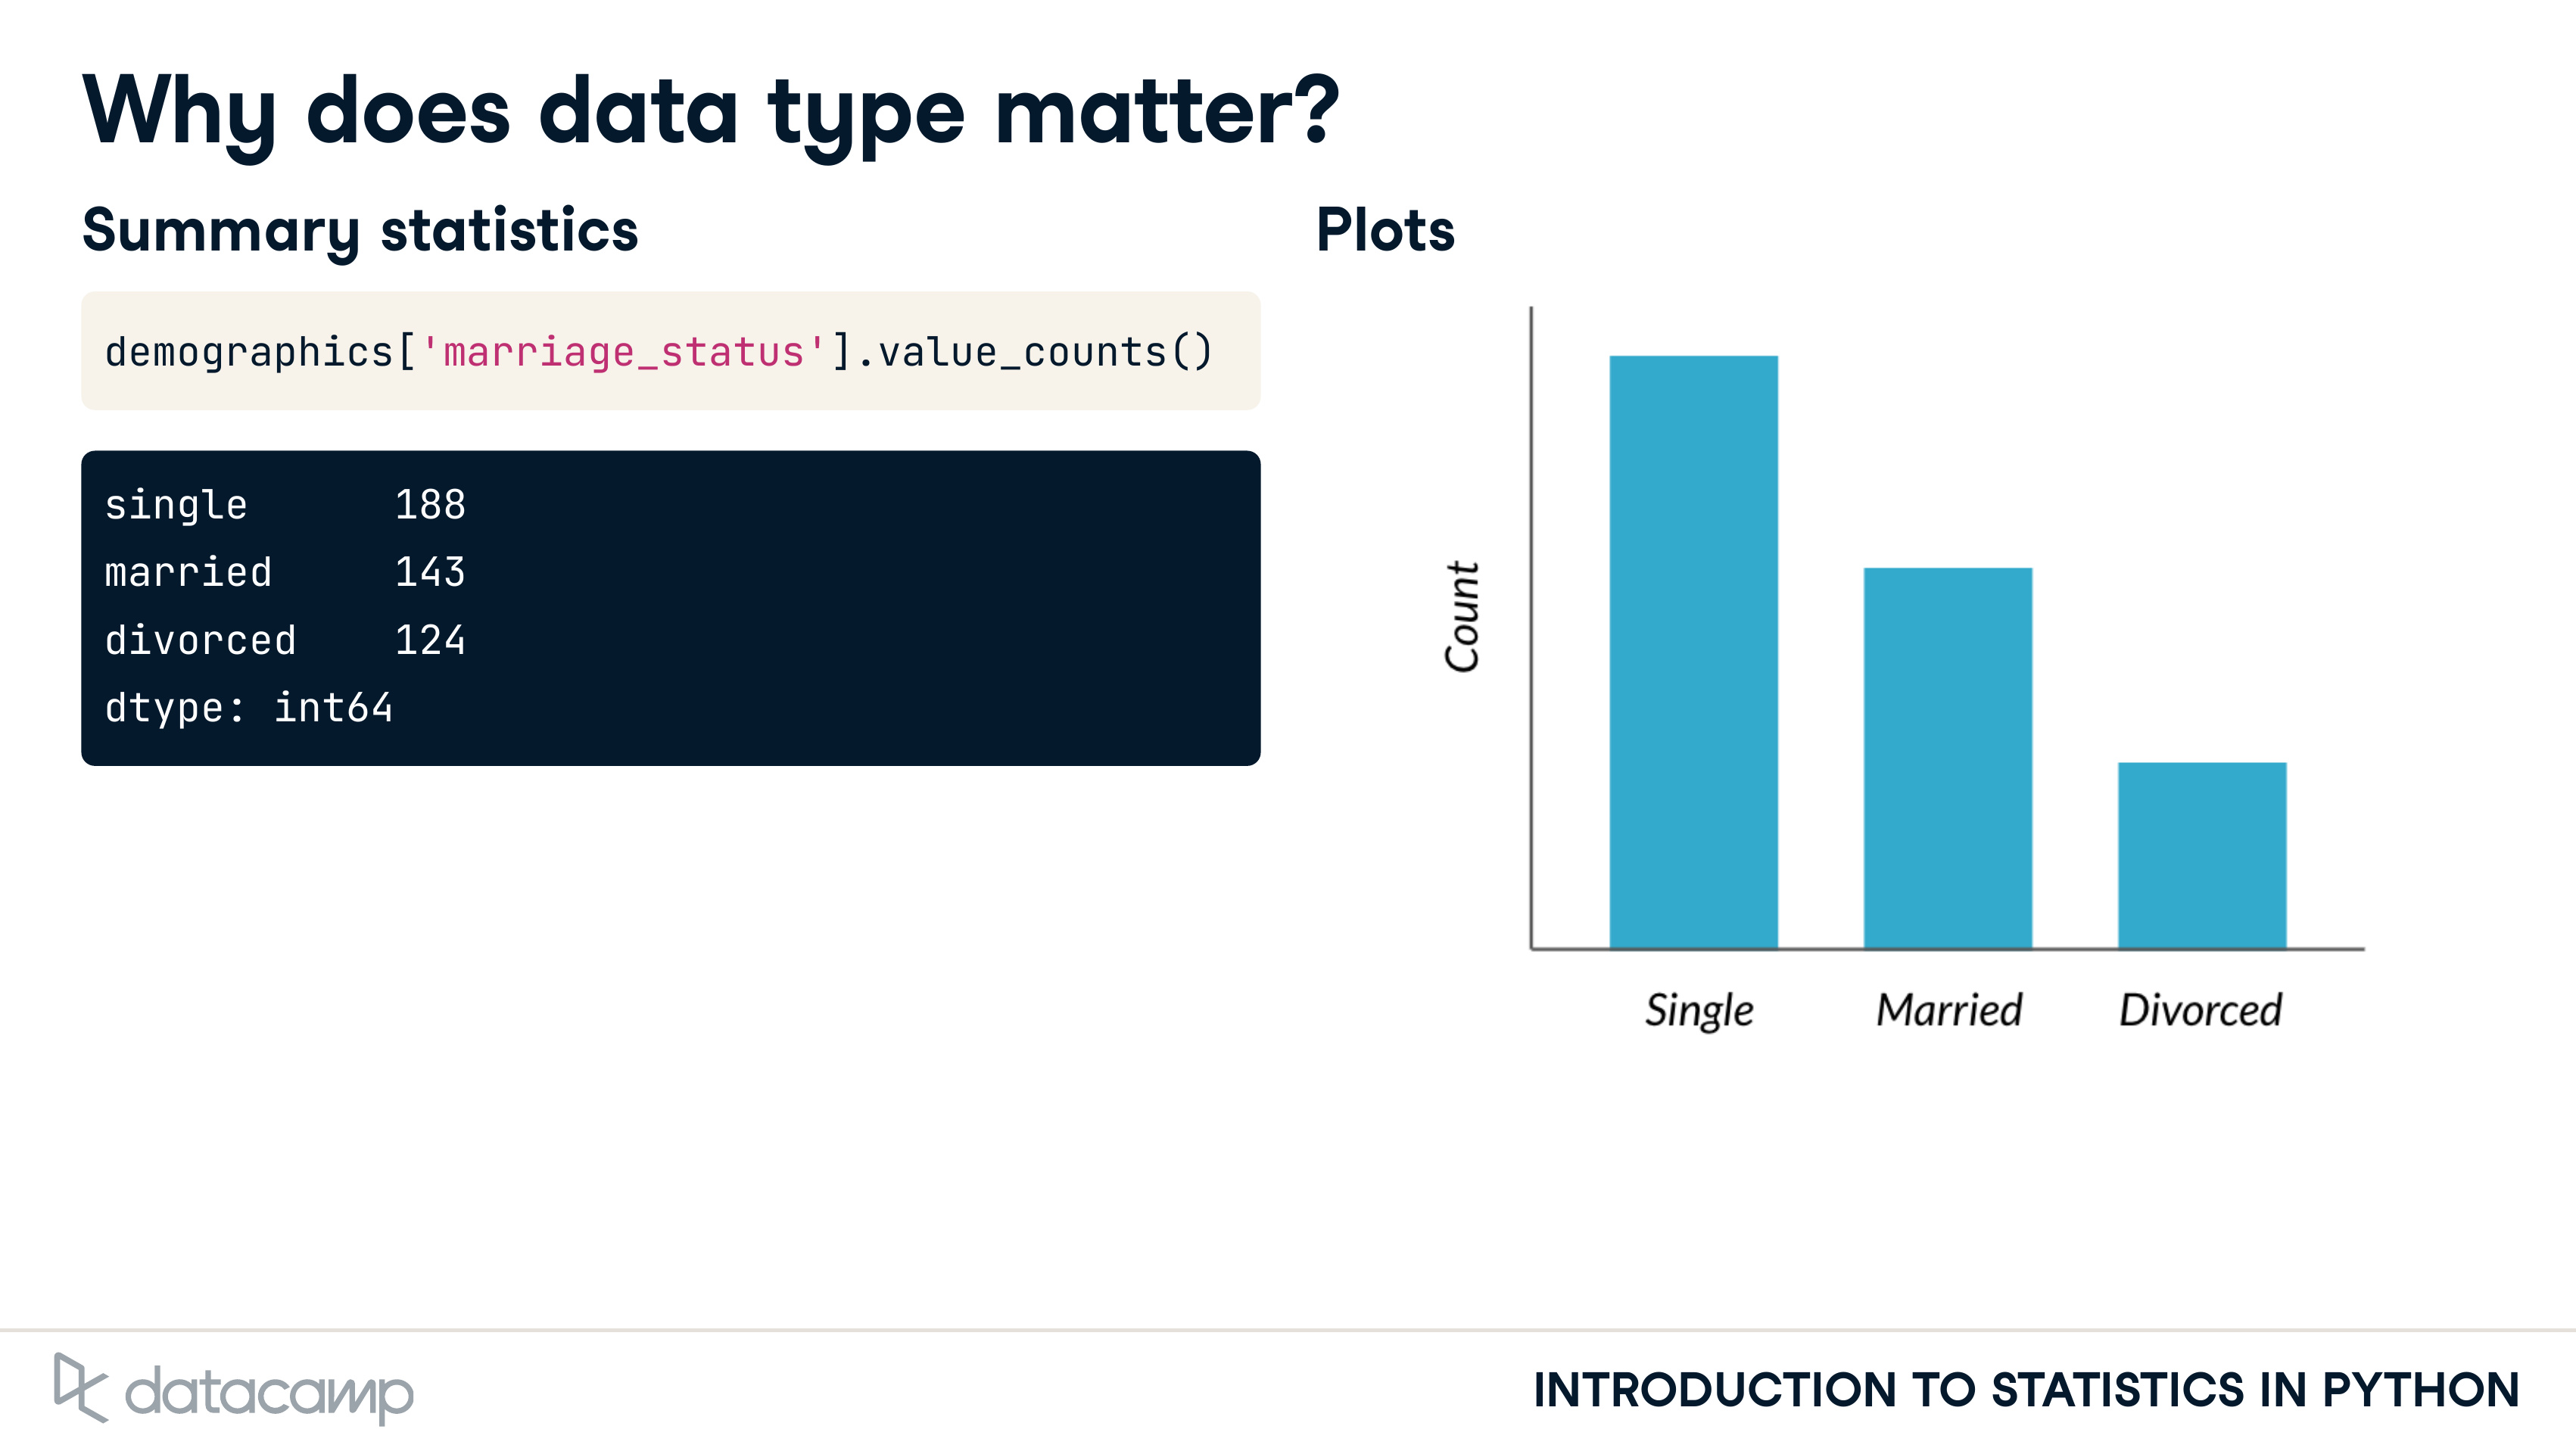 Why does data type matter?
Summary statistics
demographics['marriage_status'].value_counts()
single      188
married     143
divorced    124
dtype: int64
Plots
Count
Single
Married
Divorced
datacamp
INTRODUCTION TO STATISTICS IN PYTHON